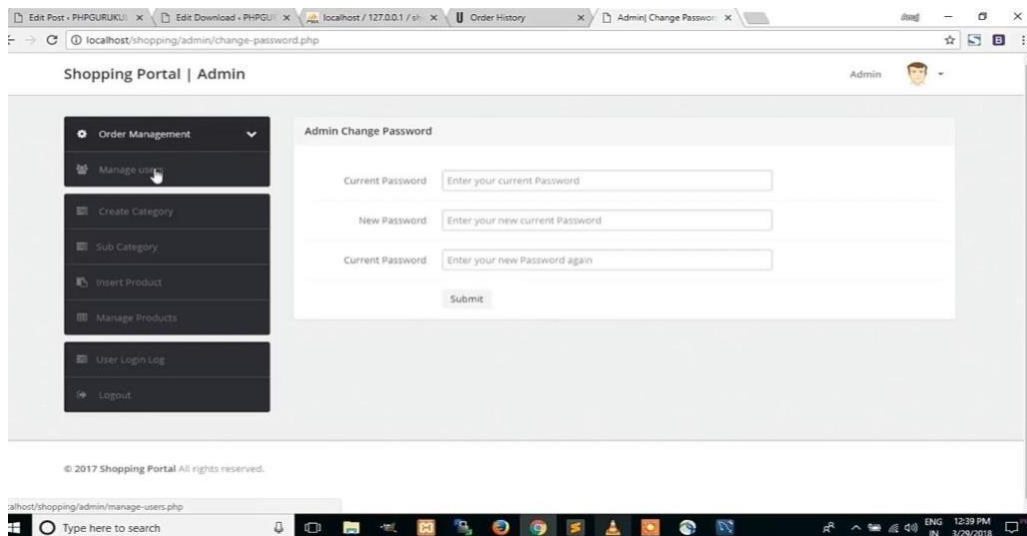 Edit Post ‹ PHPGURUKU
Edit Download ‹ PHPGU
localhost / 127.0.0.1 / sh
Order History
Admin| Change Passwor
localhost/shopping/admin/change-password.php
Shopping Portal | Admin
Admin
Order Management
Manage users
Create Category
Sub Category
Insert Product
Manage Products
User Login Log
Logout
Admin Change Password
Current Password
Enter your current Password
New Password
Enter your new current Password
Current Password
Enter your new Password again
Submit
© 2017 Shopping Portal All rights reserved.
alhost/shopping/admin/manage-users.php
Type here to search
ENG
IN
12:39 PM
3/29/2018